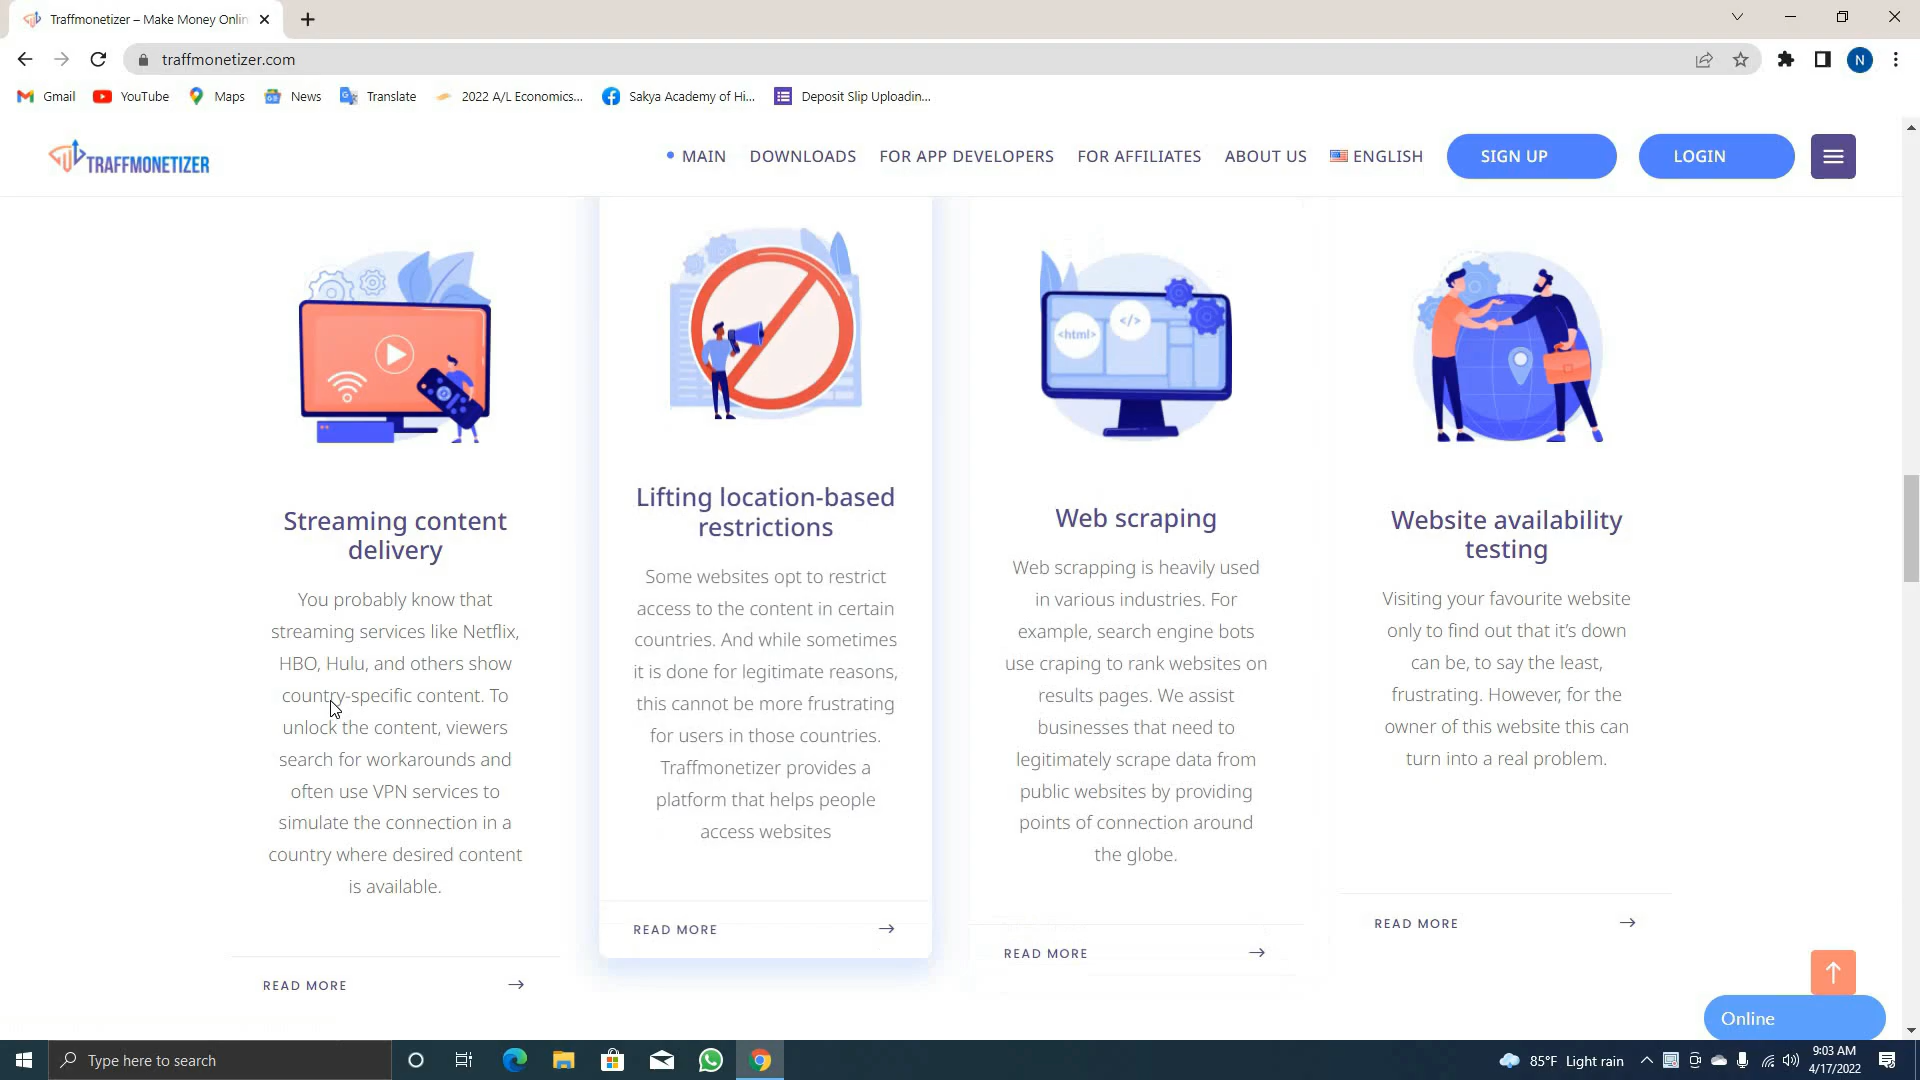 Traffmonetizer – Make Money Onlin
traffmonetizer.com
N
Gmail
YouTube
Maps
News
Translate
2022 A/L Economics...
Sakya Academy of Hi...
Deposit Slip Uploadin...
TRAFFMONETIZER
MAIN
DOWNLOADS
FOR APP DEVELOPERS
FOR AFFILIATES
ABOUT US
ENGLISH
SIGN UP
LOGIN
Streaming content
delivery
You probably know that
streaming services like Netflix,
HBO, Hulu, and others show
country-specific content. To
unlock the content, viewers
search for workarounds and
often use VPN services to
simulate the connection in a
country where desired content
is available.
READ MORE
Lifting location-based
restrictions
Some websites opt to restrict
access to the content in certain
countries. And while sometimes
it is done for legitimate reasons,
this cannot be more frustrating
for users in those countries.
Traffmonetizer provides a
platform that helps people
access websites
READ MORE
<html>
</>
Web scraping
Web scrapping is heavily used
in various industries. For
example, search engine bots
use craping to rank websites on
results pages. We assist
businesses that need to
legitimately scrape data from
public websites by providing
points of connection around
the globe.
READ MORE
Website availability
testing
Visiting your favourite website
only to find out that it's down
can be, to say the least,
frustrating. However, for the
owner of this website this can
turn into a real problem.
READ MORE
Online
Type here to search
85°F Light rain
9:03 AM
4/17/2022